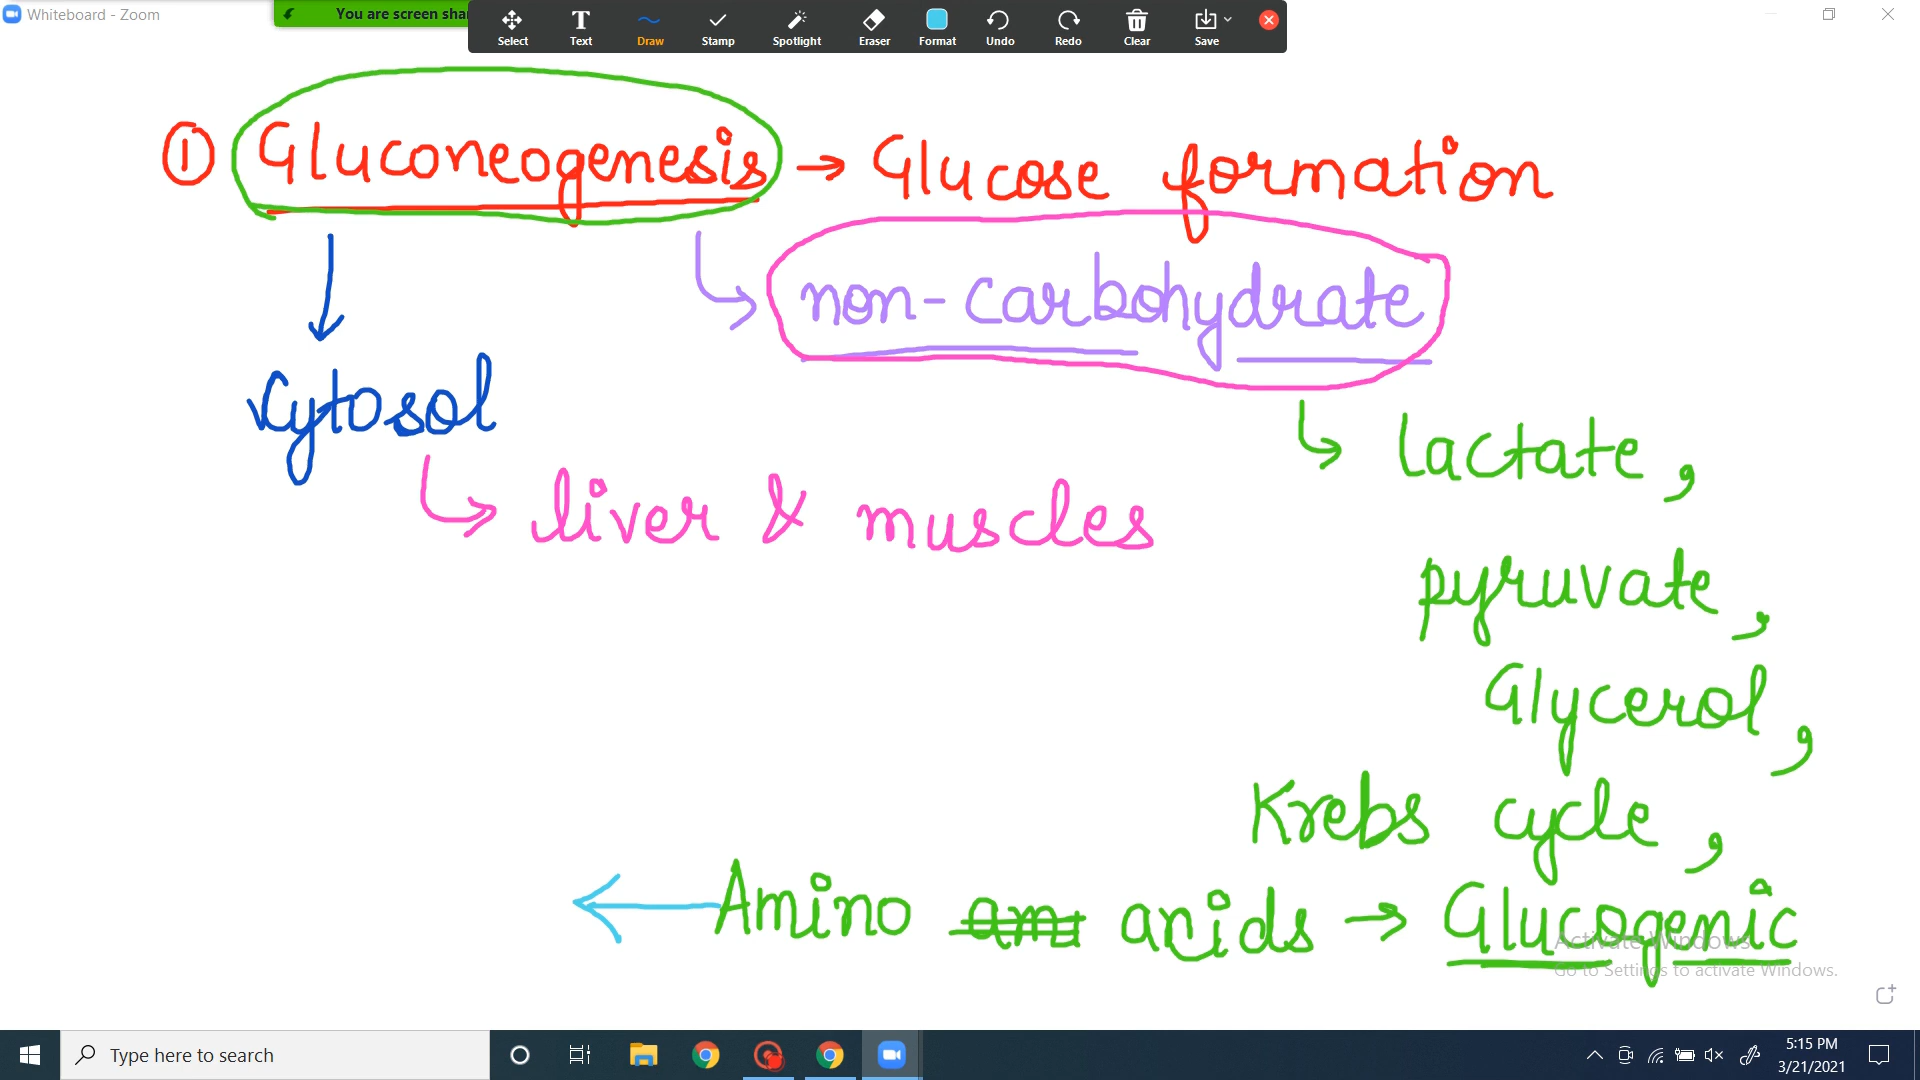 Whiteboard - Zoom
You are screen sha
Select Text Draw Stamp Spotlight Eraser Format Undo Redo Clear Save
① Gluconeogenesis → Glucose formation
non-carbohydrate
Cytosol
lactate,
liver & muscles
pyruvate,
Glycerol,
Krebs cycle,
Amino acids → Glucogenic
Activate Windows
Go to Settings to activate Windows.
Type here to search
5:15 PM
3/21/2021